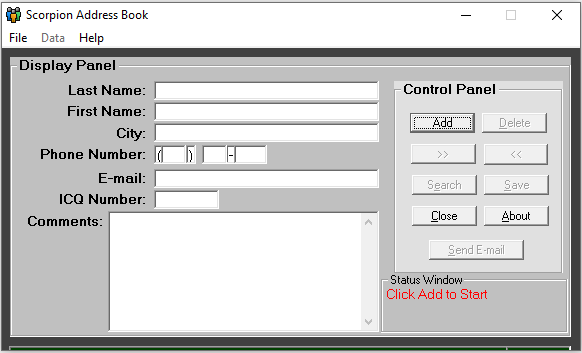 Scorpion Address Book
File Data Help
Display Panel
Last Name:
First Name:
City:
Phone Number: ( ) -
E-mail:
ICQ Number:
Comments:
Control Panel
Add Delete
>> <<
Search Save
Close About
Send E-mail
Status Window
Click Add to Start